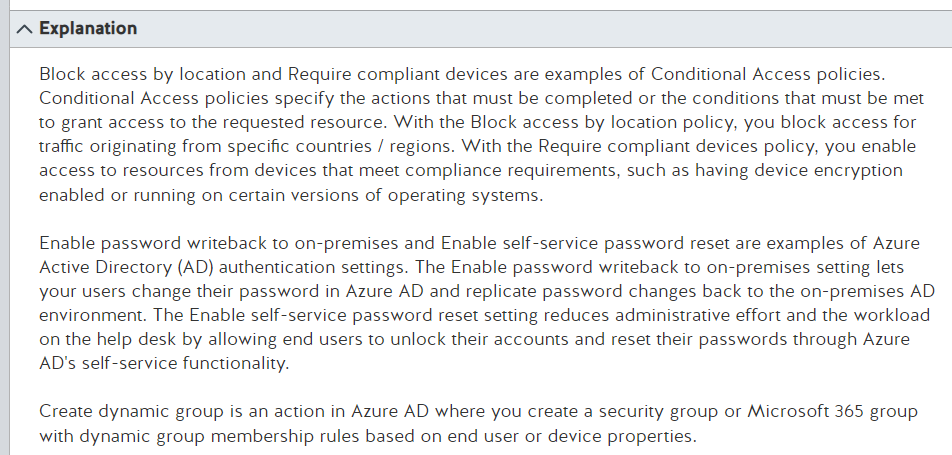 Explanation
Block access by location and Require compliant devices are examples of Conditional Access policies.
Conditional Access policies specify the actions that must be completed or the conditions that must be met
to grant access to the requested resource. With the Block access by location policy, you block access for
traffic originating from specific countries / regions. With the Require compliant devices policy, you enable
access to resources from devices that meet compliance requirements, such as having device encryption
enabled or running on certain versions of operating systems.
Enable password writeback to on-premises and Enable self-service password reset are examples of Azure
Active Directory (AD) authentication settings. The Enable password writeback to on-premises setting lets
your users change their password in Azure AD and replicate password changes back to the on-premises AD
environment. The Enable self-service password reset setting reduces administrative effort and the workload
on the help desk by allowing end users to unlock their accounts and reset their passwords through Azure
AD's self-service functionality.
Create dynamic group is an action in Azure AD where you create a security group or Microsoft 365 group
with dynamic group membership rules based on end user or device properties.